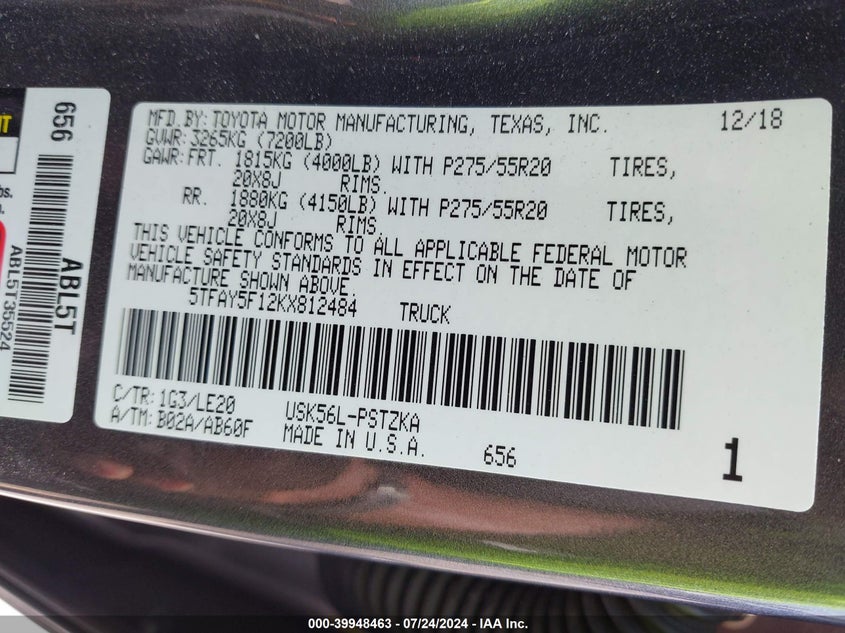 MFD.BY: TOYOTA MOTOR MANUFACTURING, TEXAS, INC. 12/18
GVWR: 3265KG (7200LB)
GAWR: FRT. 1815KG (4000LB) WITH P275/55R20 TIRES,
20X8J RIMS.
RR. 1880KG (4150LB) WITH P275/55R20 TIRES,
20X8J RIMS.
THIS VEHICLE CONFORMS TO ALL APPLICABLE FEDERAL MOTOR
VEHICLE SAFETY STANDARDS IN EFFECT ON THE DATE OF
MANUFACTURE SHOWN ABOVE.
5TFAY5F12KX812484 TRUCK
C/TR: 1G3/LE20 USK56L-PSTZKA
A/TM: B02A/AB60F MADE IN U.S.A. 656 1
656
ABL5T
ABL5T35524
000-39948463 - 07/24/2024 - IAA Inc.